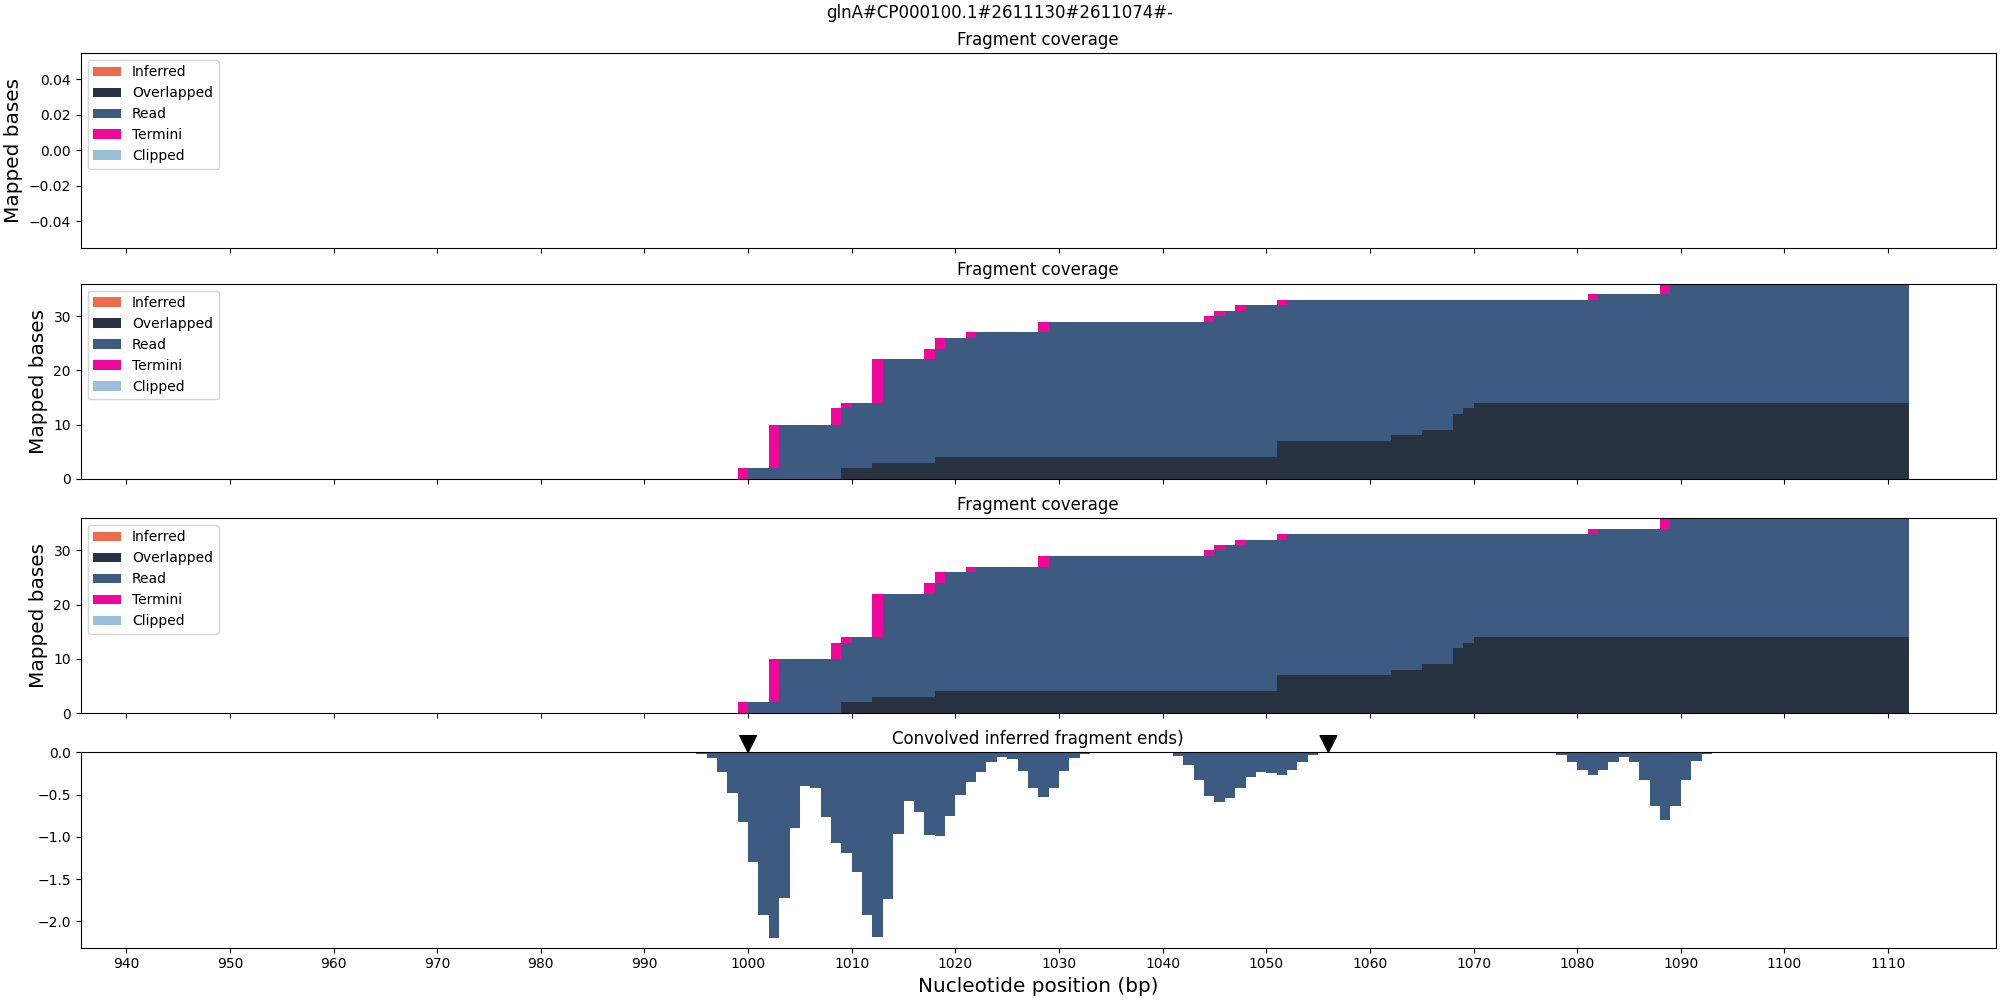 glnA#CP000100.1#2611130#2611074#-
Fragment coverage
Mapped bases
0.04
0.02
0.00
−0.02
−0.04
Inferred
Overlapped
Read
Termini
Clipped
Fragment coverage
Mapped bases
30
20
10
0
Inferred
Overlapped
Read
Termini
Clipped
Fragment coverage
Mapped bases
30
20
10
0
Inferred
Overlapped
Read
Termini
Clipped
Convolved inferred fragment ends)
0.0
−0.5
−1.0
−1.5
−2.0
940 950 960 970 980 990 1000 1010 1020 1030 1040 1050 1060 1070 1080 1090 1100 1110
Nucleotide position (bp)